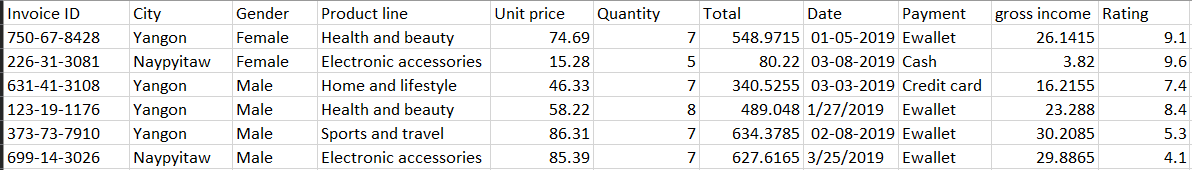 Invoice ID City Gender Product line Unit price Quantity Total Date Payment gross income Rating
750-67-8428 Yangon Female Health and beauty 74.69 7 548.9715 01-05-2019 Ewallet 26.1415 9.1
226-31-3081 Naypyitaw Female Electronic accessories 15.28 5 80.22 03-08-2019 Cash 3.82 9.6
631-41-3108 Yangon Male Home and lifestyle 46.33 7 340.5255 03-03-2019 Credit card 16.2155 7.4
123-19-1176 Yangon Male Health and beauty 58.22 8 489.048 1/27/2019 Ewallet 23.288 8.4
373-73-7910 Yangon Male Sports and travel 86.31 7 634.3785 02-08-2019 Ewallet 30.2085 5.3
699-14-3026 Naypyitaw Male Electronic accessories 85.39 7 627.6165 3/25/2019 Ewallet 29.8865 4.1